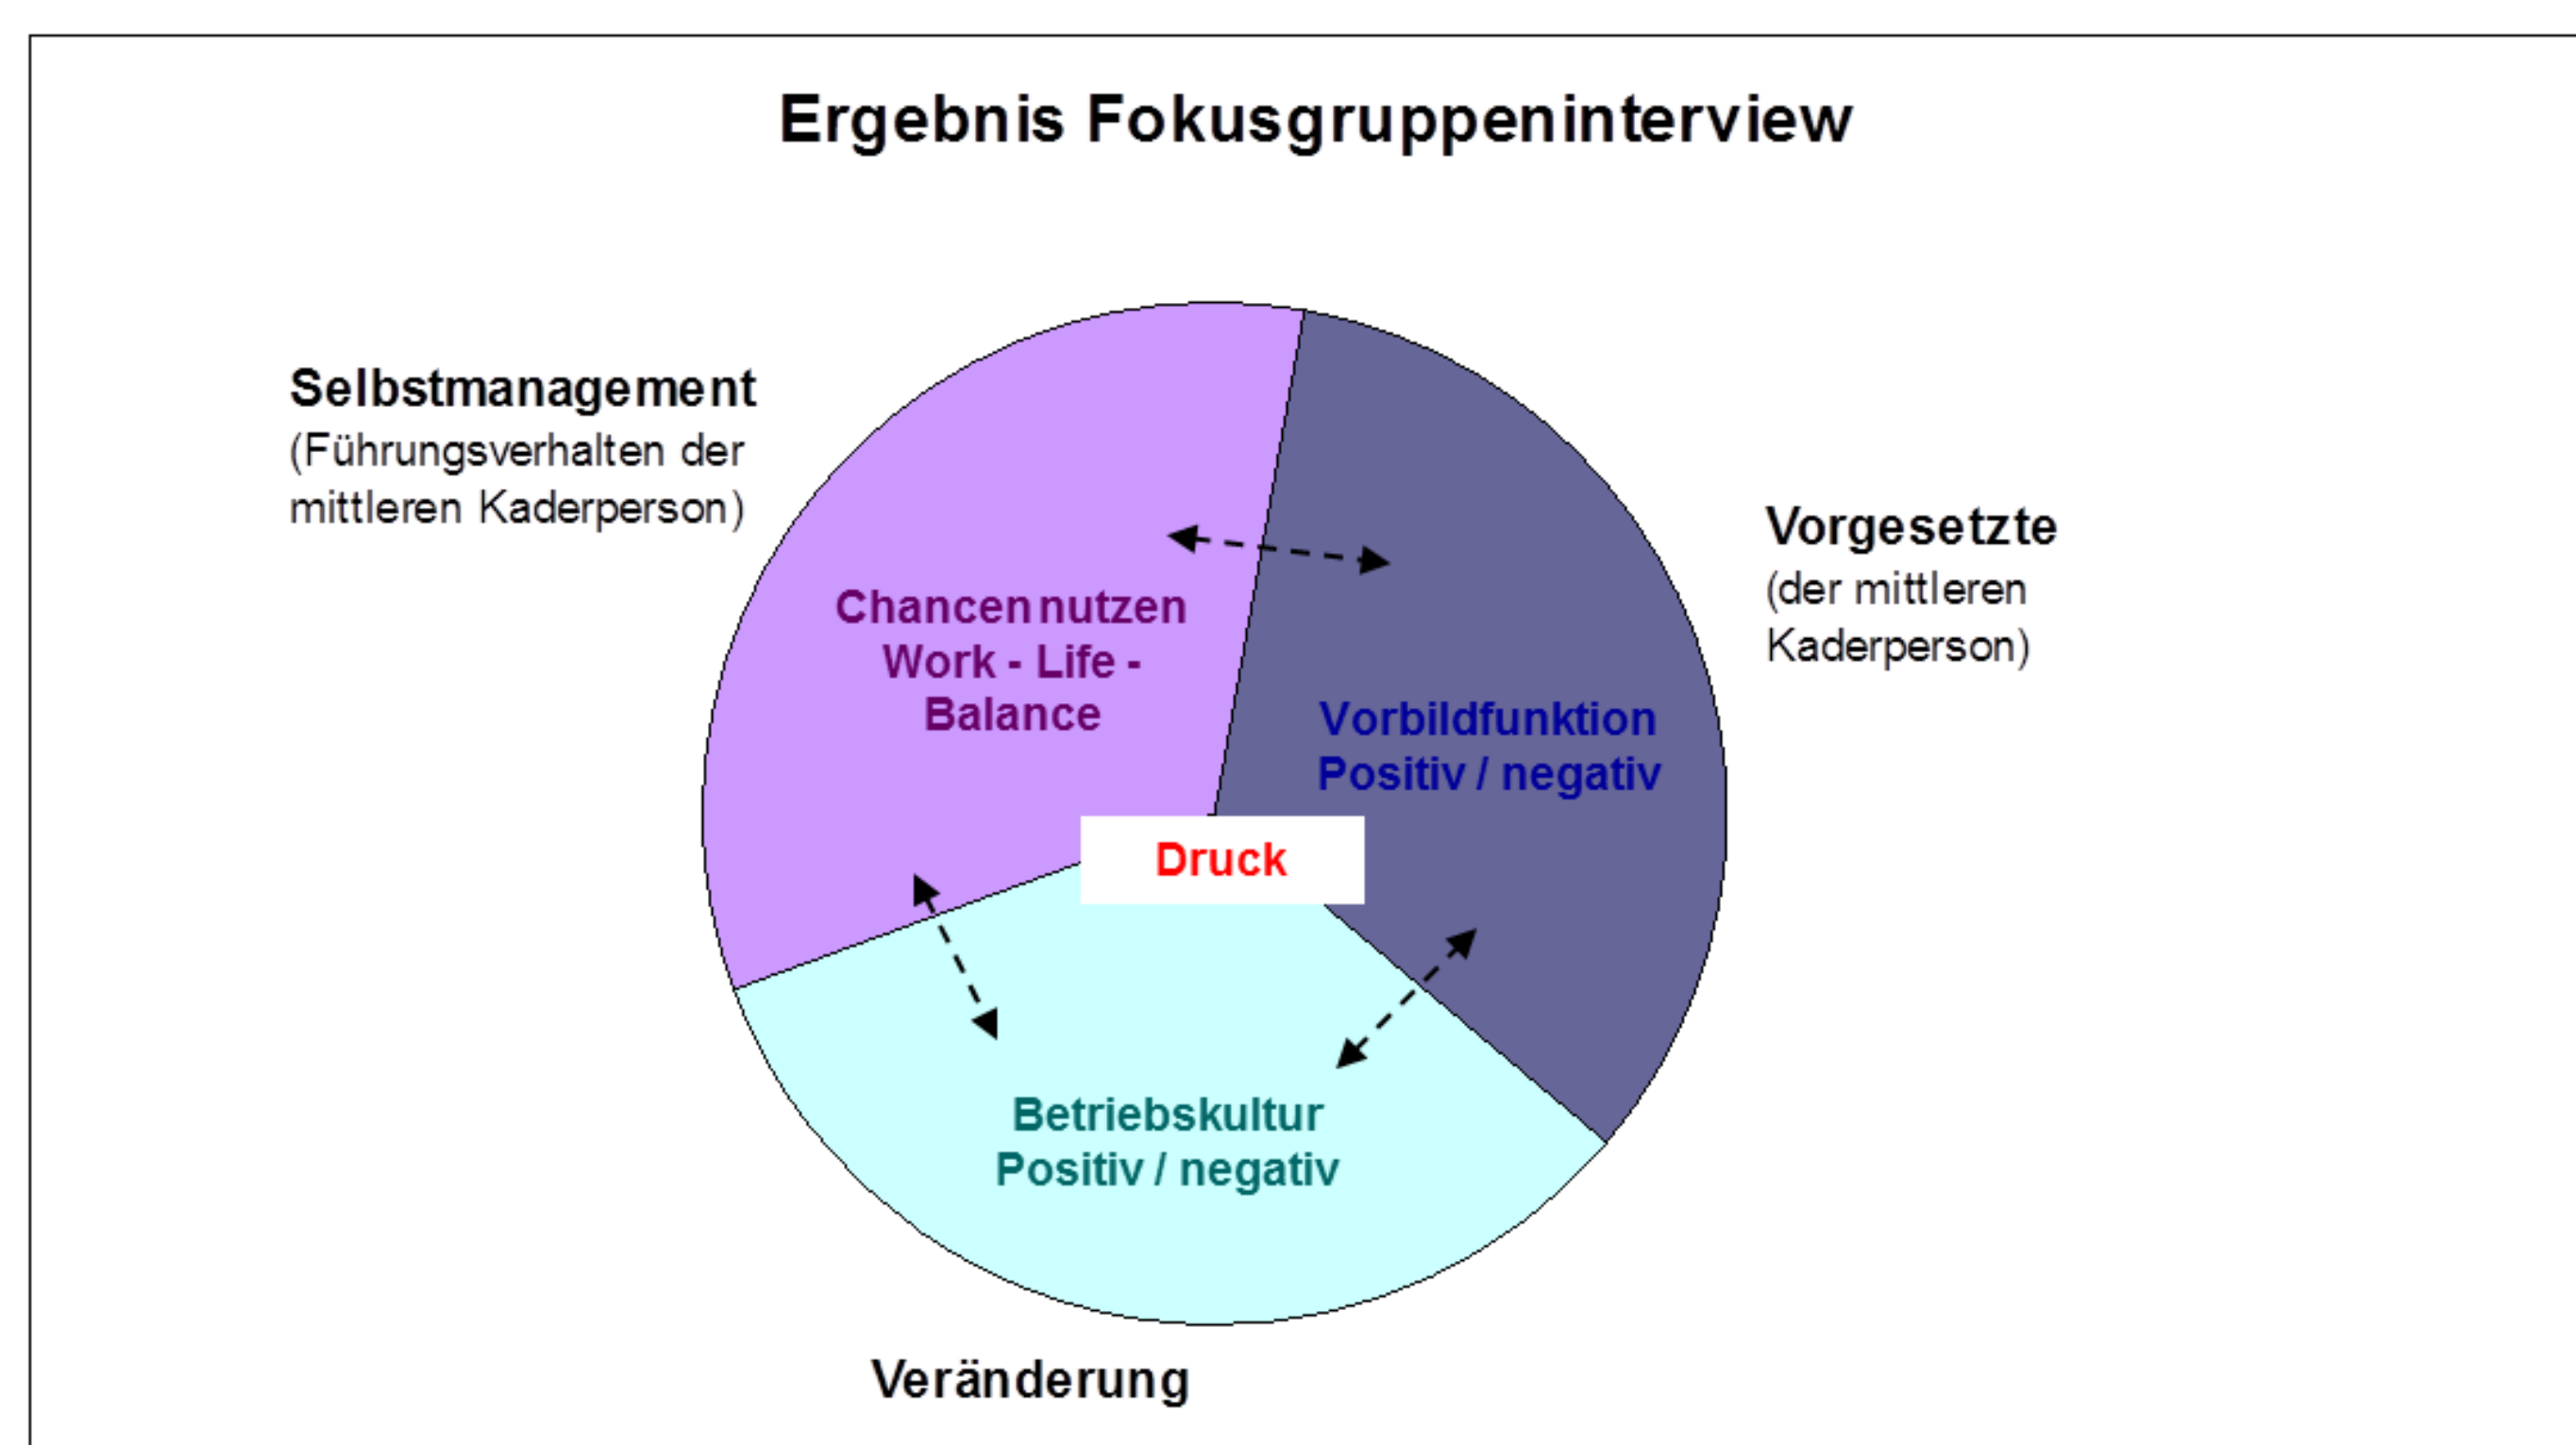 Ergebnis Fokusgruppeninterview
Selbstmanagement
(Führungsverhalten der
mittleren Kaderperson)
Vorgesetzte
(der mittleren
Kaderperson)
Chancen nutzen
Work - Life -
Balance
Vorbildfunktion
Positiv / negativ
Druck
Betriebskultur
Positiv / negativ
Veränderung